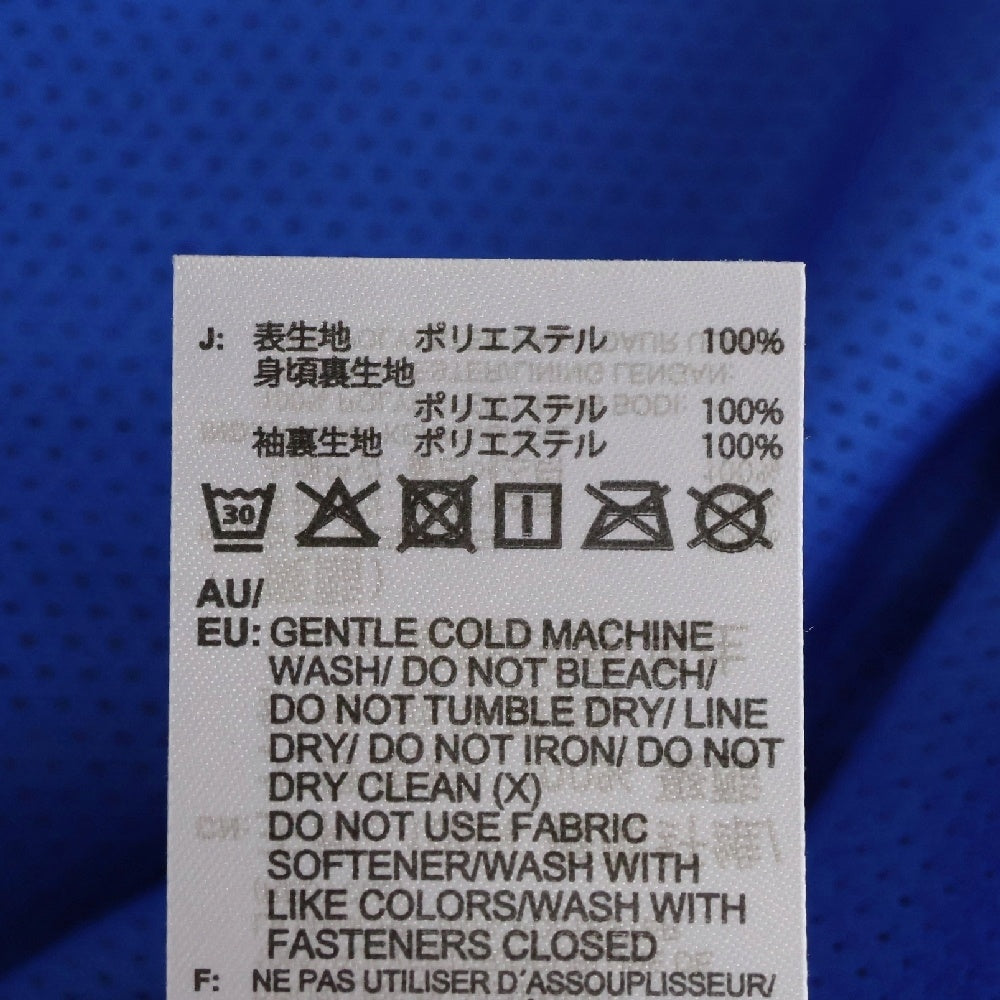 J: 表生地 ポリエステル 100%
身頃裏生地
ポリエステル 100%
袖裏生地 ポリエステル 100%
30
AU/
EU: GENTLE COLD MACHINE
WASH/ DO NOT BLEACH/
DO NOT TUMBLE DRY/ LINE
DRY/ DO NOT IRON/ DO NOT
DRY CLEAN (X)
DO NOT USE FABRIC
SOFTENER/WASH WITH
LIKE COLORS/WASH WITH
FASTENERS CLOSED
F: NE PAS UTILISER D´ASSOUPLISSEUR/